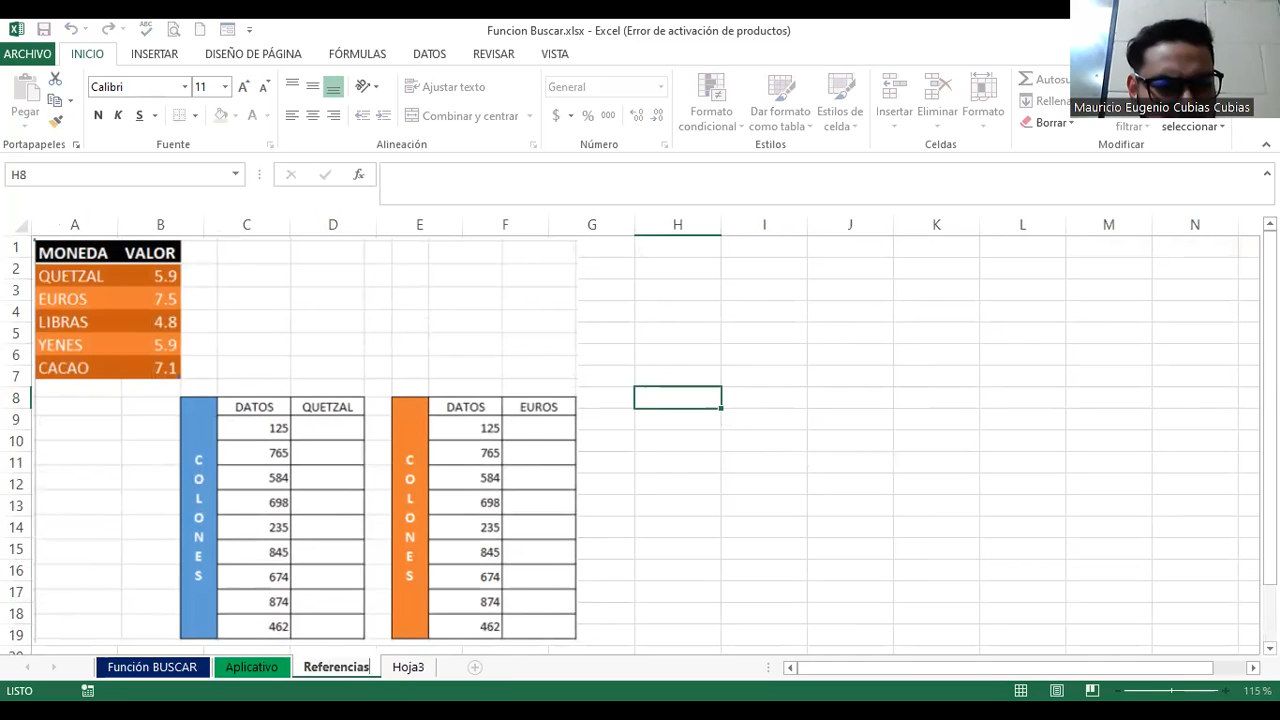 Funcion Buscar.xlsx - Excel (Error de activación de productos)
ARCHIVO INICIO INSERTAR DISEÑO DE PÁGINA FÓRMULAS DATOS REVISAR VISTA
Mauricio Eugenio Cubias Cubias
Pegar
Calibri 11
N K S
Ajustar texto
Combinar y centrar
General
$ % 000
Formato condicional
Dar formato como tabla
Estilos de celda
Insertar Eliminar Formato
Autosu
Rellena
Borrar
filtrar seleccionar
Portapapeles Fuente Alineación Número Estilos Celdas Modificar
H8 fx
A B C D E F G H I J K L M N
1 MONEDA VALOR
2 QUETZAL 5.9
3 EUROS 7.5
4 LIBRAS 4.8
5 YENES 5.9
6 CACAO 7.1
7
8 DATOS QUETZAL DATOS EUROS
9 125 125
10 765 765
11 584 584
12 698 698
13 235 235
14 845 845
15 674 674
16 874 874
17 462 462
18
19
COLONES
COLONES
Función BUSCAR Aplicativo Referencias Hoja3
LISTO 115 %